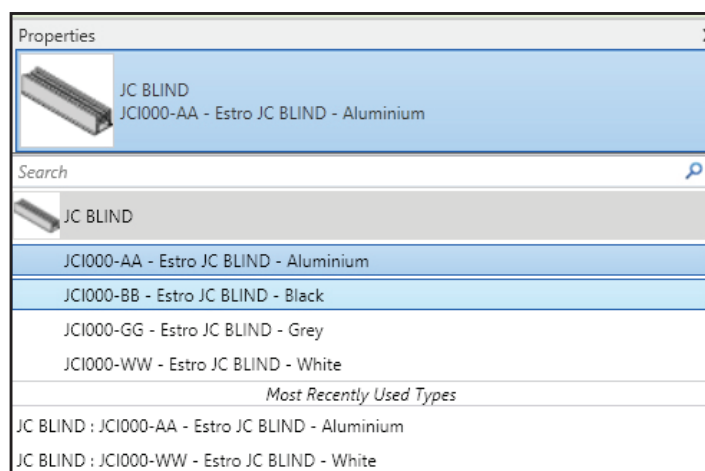 Properties
JC BLIND
JCI000-AA - Estro JC BLIND - Aluminium
Search
JC BLIND
JCI000-AA - Estro JC BLIND - Aluminium
JCI000-BB - Estro JC BLIND - Black
JCI000-GG - Estro JC BLIND - Grey
JCI000-WW - Estro JC BLIND - White
Most Recently Used Types
JC BLIND : JCI000-AA - Estro JC BLIND - Aluminium
JC BLIND : JCI000-WW - Estro JC BLIND - White